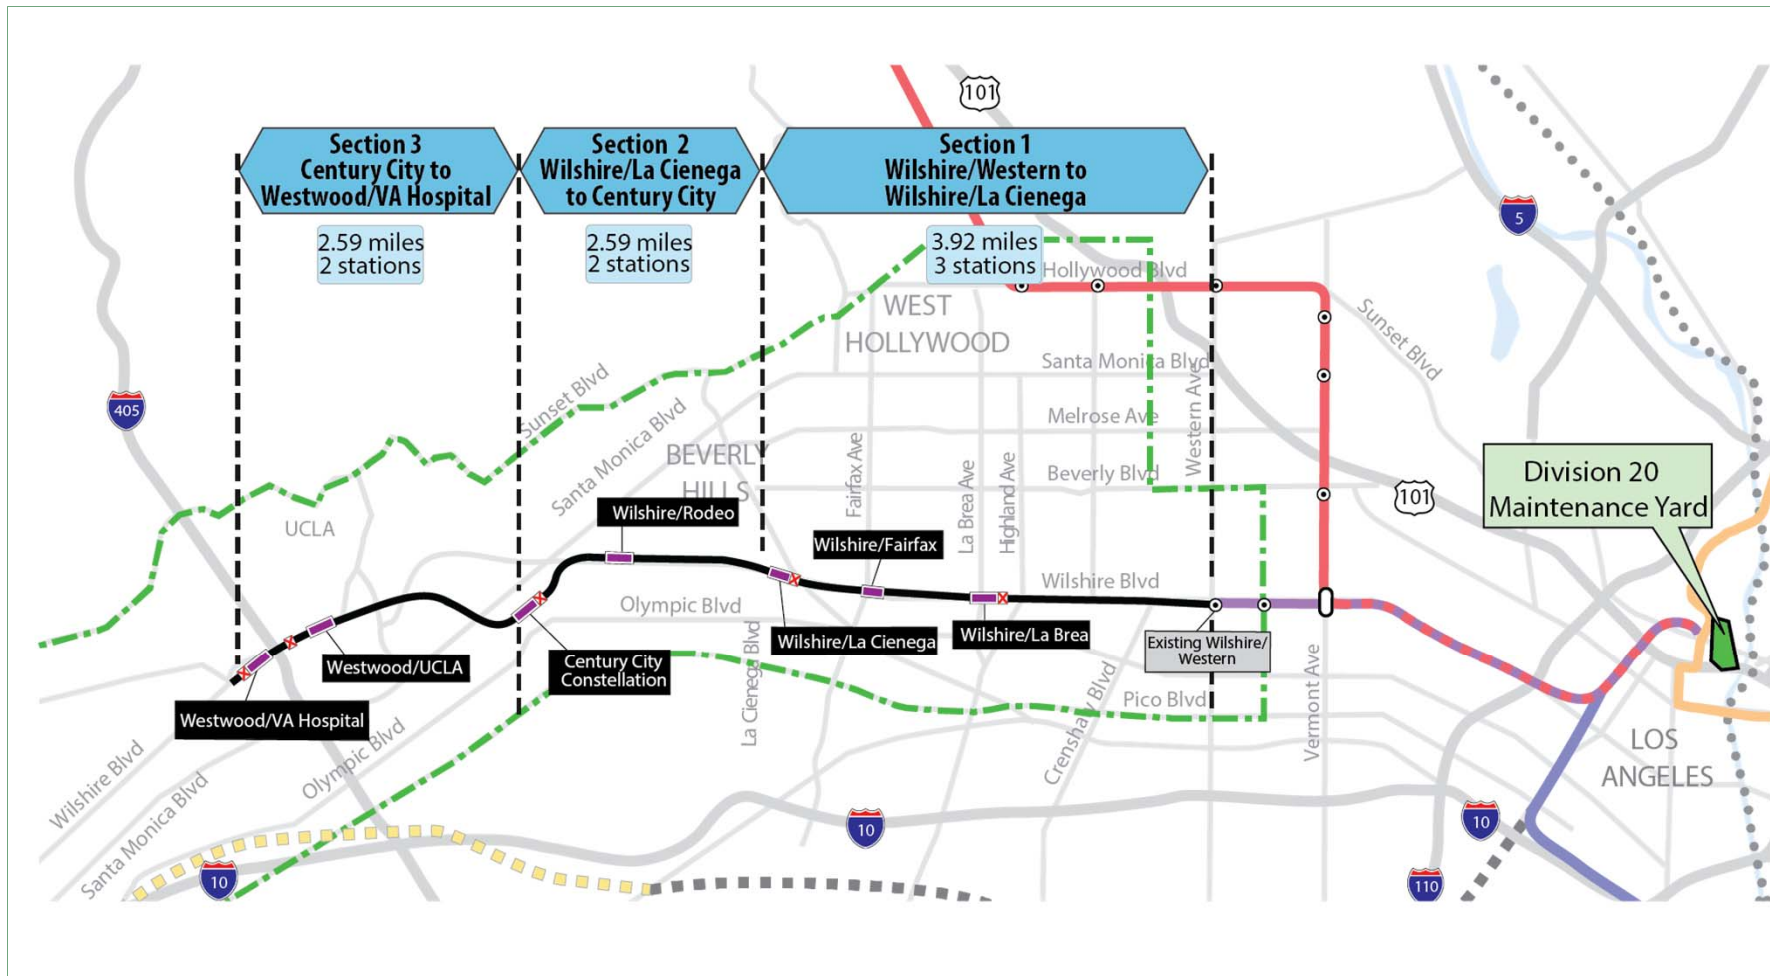 101
Section 3
Century City to
Westwood/VA Hospital
Section 2
Wilshire/La Cienega
to Century City
Section 1
Wilshire/Western to
Wilshire/La Cienega
2.59 miles
2 stations
2.59 miles
2 stations
3.92 miles
3 stations
5
Hollywood Blvd
WEST
HOLLYWOOD
Sunset Blvd
Santa Monica Blvd
Western Ave
405
Sunset Blvd
Santa Monica Blvd
Melrose Ave
BEVERLY
HILLS
Fairfax Ave
La Brea Ave
Highland Ave
Beverly Blvd
101
Division 20
Maintenance Yard
UCLA
Wilshire/Rodeo
Wilshire/Fairfax
Wilshire Blvd
Olympic Blvd
Wilshire/La Cienega
Wilshire/La Brea
Existing Wilshire/
Western
Westwood/UCLA
Century City
Constellation
La Cienega Blvd
Crenshaw Blvd
Pico Blvd
Vermont Ave
Westwood/VA Hospital
Wilshire Blvd
Santa Monica Blvd
Olympic Blvd
LOS
ANGELES
10
10
10
110